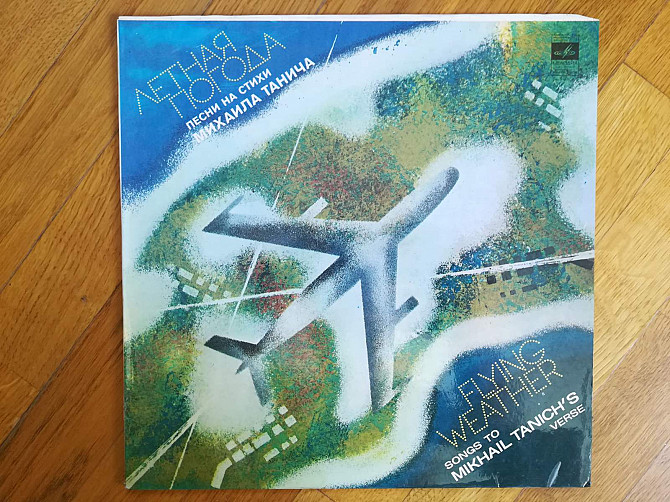 ЛЕТНАЯ
ПОГОДА
ПЕСНИ НА СТИХИ
МИХАИЛА ТАНИЧА
FLYING
WEATHER
SONGS TO
MIKHAIL TANICH'S
VERSE